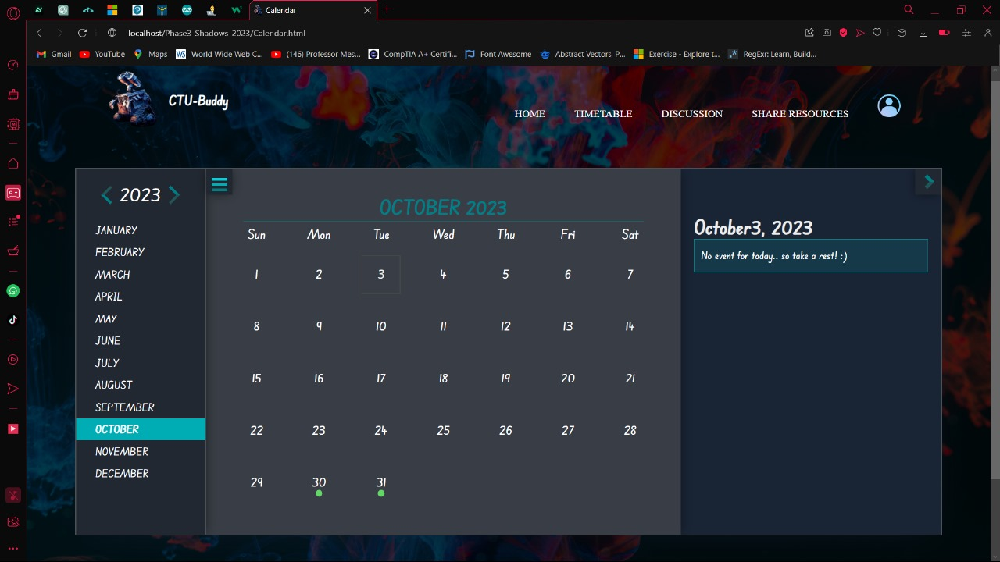 Calendar
localhost/Phase3_Shadows_2023/Calendar.html
Gmail YouTube Maps World Wide Web C... (146) Professor Mes... CompTIA A+ Certifi... Font Awesome Abstract Vectors, P... Exercise - Explore t... RegExr: Learn, Build...
CTU-Buddy
HOME TIMETABLE DISCUSSION SHARE RESOURCES
2023
JANUARY
FEBRUARY
MARCH
APRIL
MAY
JUNE
JULY
AUGUST
SEPTEMBER
OCTOBER
NOVEMBER
DECEMBER
OCTOBER 2023
Sun Mon Tue Wed Thu Fri Sat
1 2 3 4 5 6 7
8 9 10 11 12 13 14
15 16 17 18 19 20 21
22 23 24 25 26 27 28
29 30 31
October3, 2023
No event for today.. so take a rest! :)